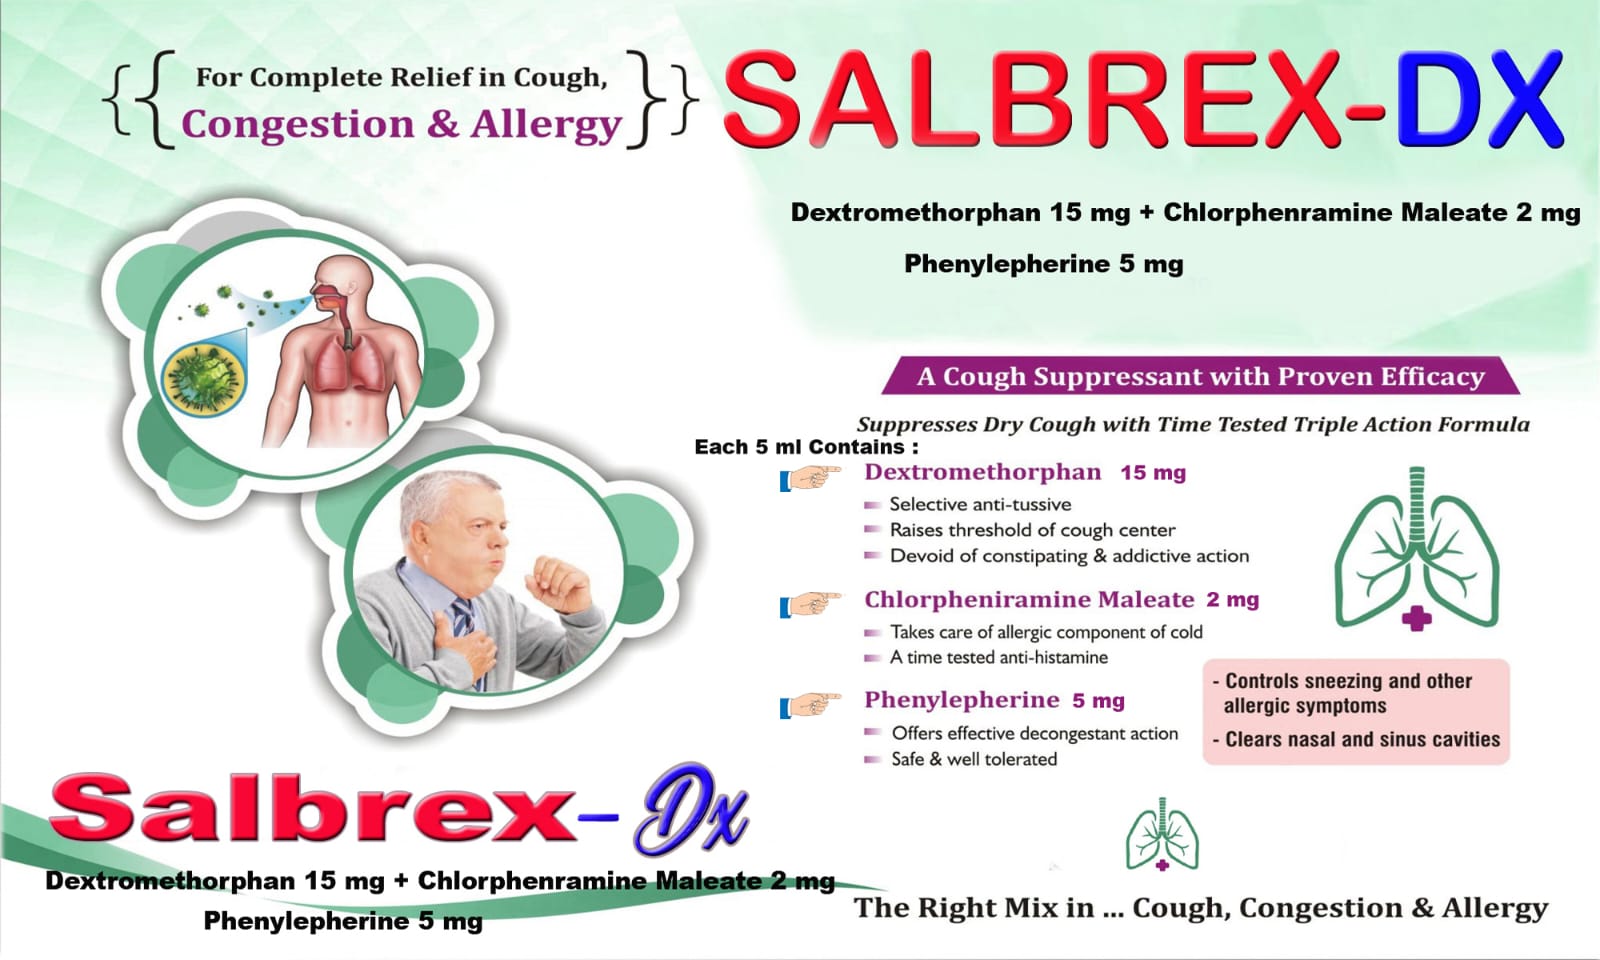 For Complete Relief in Cough,
Congestion & Allergy
SALBREX-DX
Dextromethorphan 15 mg + Chlorphenramine Maleate 2 mg
Phenylepherine 5 mg
A Cough Suppressant with Proven Efficacy
Suppresses Dry Cough with Time Tested Triple Action Formula
Each 5 ml Contains :
Dextromethorphan 15 mg
Selective anti-tussive
Raises threshold of cough center
Devoid of constipating & addictive action
Chlorpheniramine Maleate 2 mg
Takes care of allergic component of cold
A time tested anti-histamine
Phenylepherine 5 mg
Offers effective decongestant action
Safe & well tolerated
- Controls sneezing and other
allergic symptoms
- Clears nasal and sinus cavities
Salbrex-Dx
Dextromethorphan 15 mg + Chlorphenramine Maleate 2 mg
Phenylepherine 5 mg
The Right Mix in ... Cough, Congestion & Allergy